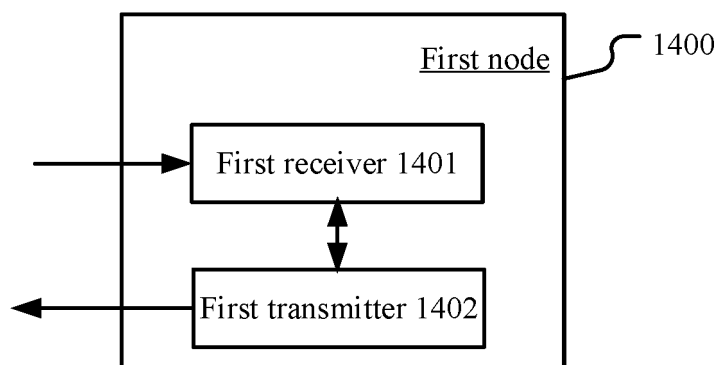 First node
1400
First receiver 1401
First transmitter 1402